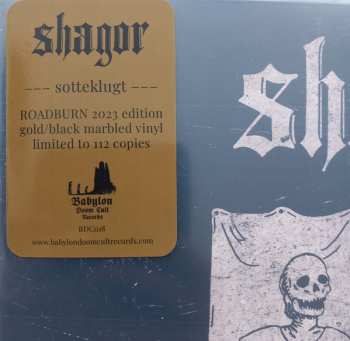 shagor
--- sotteklugt ---
ROADBURN 2023 edition
gold/black marbled vinyl
limited to 112 copies
Babylon
Doom Cult
Records
www.babylondoomcultrecords.com
sh